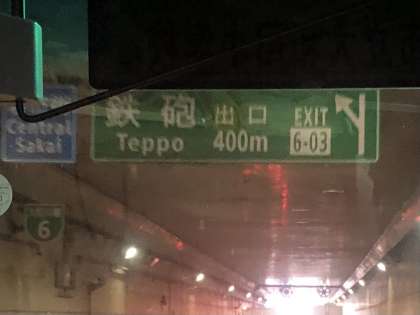 Central
Sakai
鉄砲 出口 EXIT
Teppo 400m 6-03
6